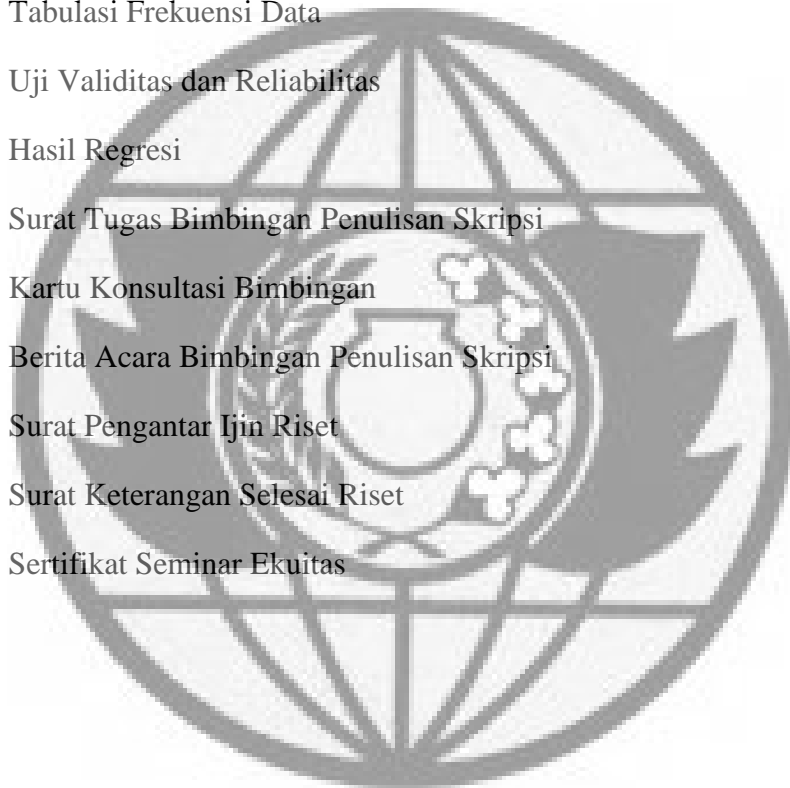 Tabulasi Frekuensi Data
Uji Validitas dan Reliabilitas
Hasil Regresi
Surat Tugas Bimbingan Penulisan Skripsi
Kartu Konsultasi Bimbingan
Berita Acara Bimbingan Penulisan Skripsi
Surat Pengantar Ijin Riset
Surat Keterangan Selesai Riset
Sertifikat Seminar Ekuitas